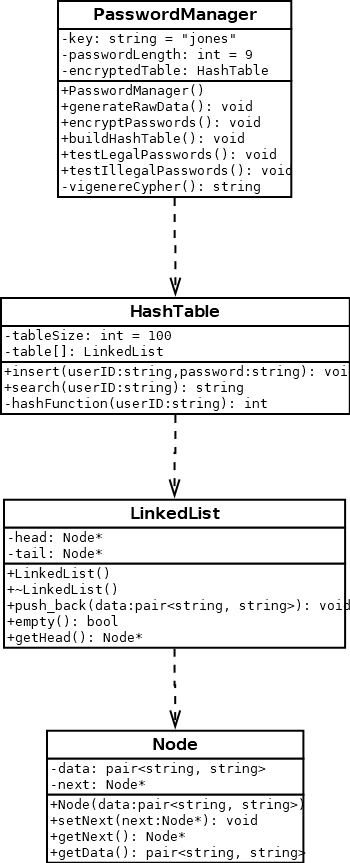 PasswordManager
-key: string = "jones"
-passwordLength: int = 9
-encryptedTable: HashTable
+PasswordManager()
+generateRawData(): void
+encryptPasswords(): void
+buildHashTable(): void
+testLegalPasswords(): void
+testIllegalPasswords(): void
-vigenereCypher(): string
HashTable
-tableSize: int = 100
-table[]: LinkedList
+insert(userID:string,password:string): voi
+search(userID:string): string
-hashFunction(userID:string): int
LinkedList
-head: Node*
-tail: Node*
+LinkedList()
+~LinkedList()
+push_back(data:pair<string, string>): void
+empty(): bool
+getHead(): Node*
Node
-data: pair<string, string>
-next: Node*
+Node(data:pair<string, string>)
+setNext(next:Node*): void
+getNext(): Node*
+getData(): pair<string, string>